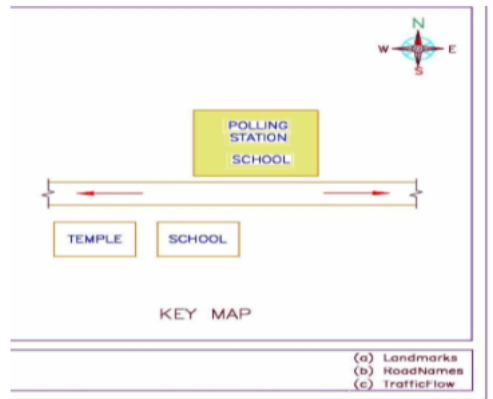 N
W E
S
POLLING
STATION
SCHOOL
TEMPLE SCHOOL
KEY MAP
(a) Landmarks
(b) RoadNames
(c) TrafficFlow